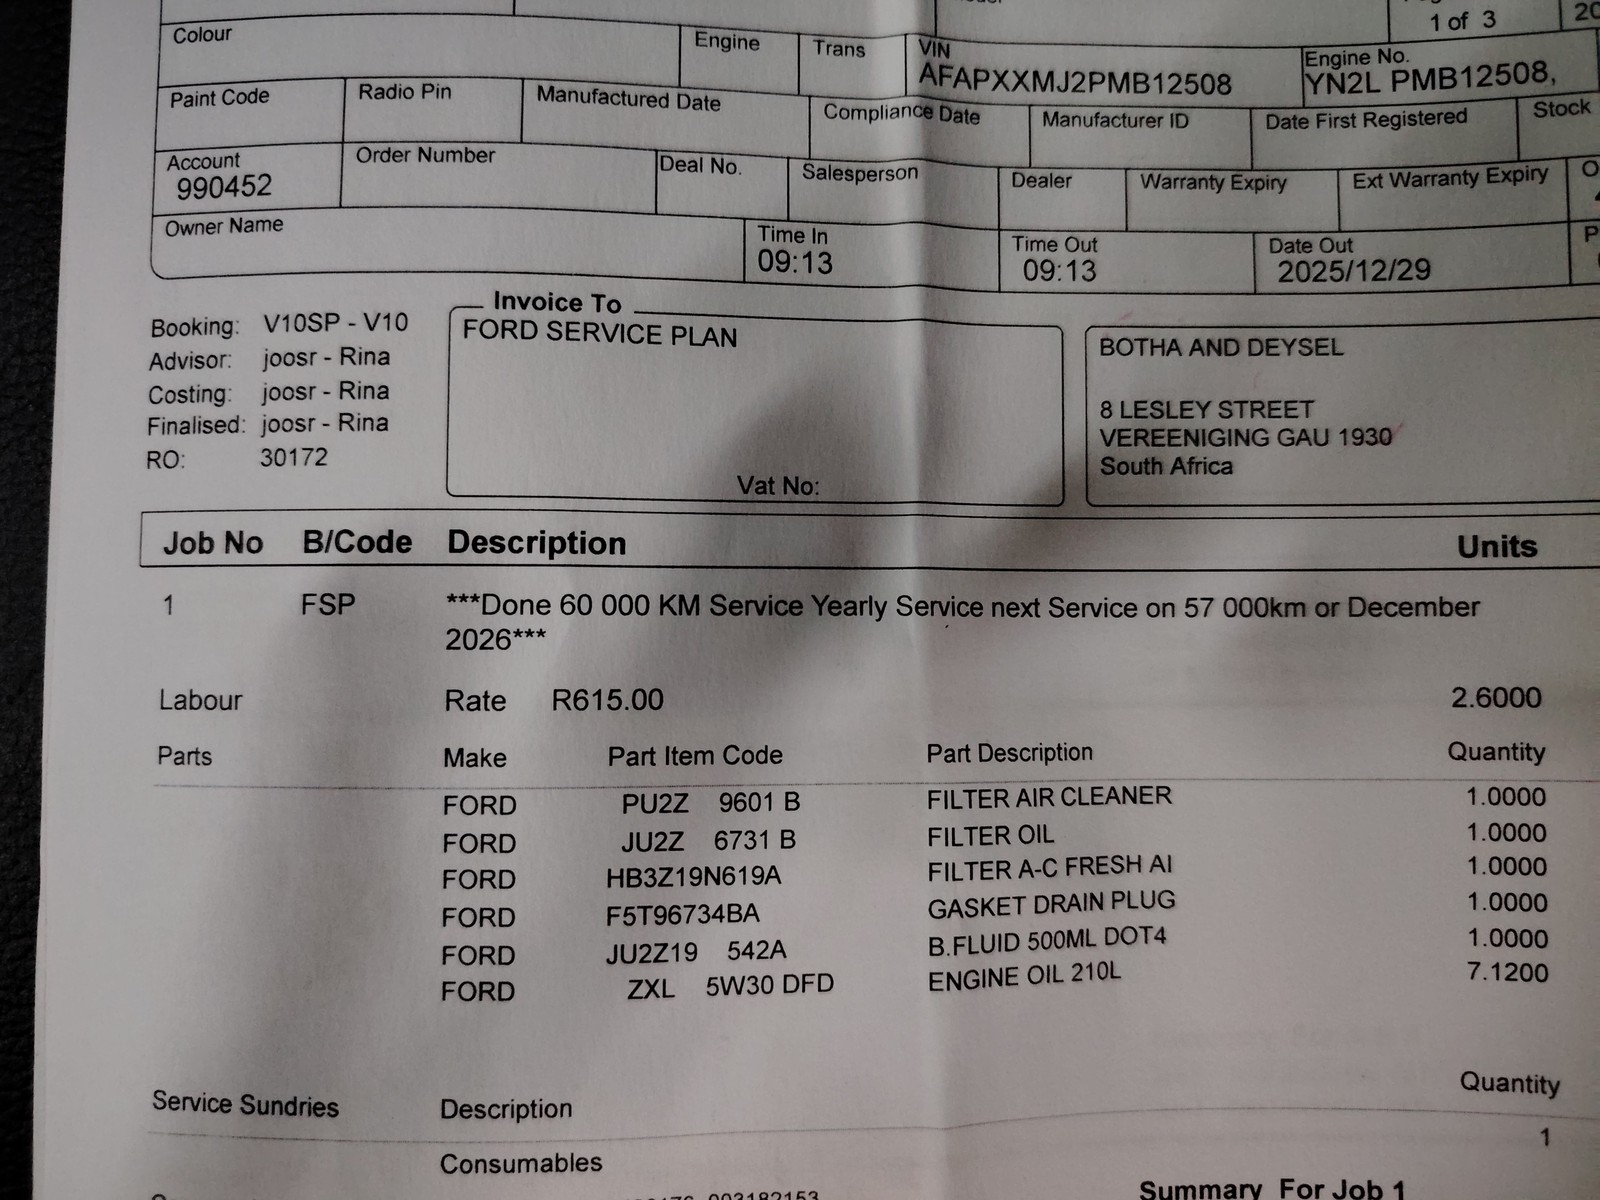 1 of 3
Colour
Engine
Trans
VIN
AFAPXXMJ2PMB12508
Engine No.
YN2L PMB12508,
Paint Code
Radio Pin
Manufactured Date
Compliance Date
Manufacturer ID
Date First Registered
Stock
Account
990452
Order Number
Deal No.
Salesperson
Dealer
Warranty Expiry
Ext Warranty Expiry
Owner Name
Time In
09:13
Time Out
09:13
Date Out
2025/12/29
Booking: V10SP - V10
Advisor: joosr - Rina
Costing: joosr - Rina
Finalised: joosr - Rina
RO: 30172
Invoice To
FORD SERVICE PLAN
Vat No:
BOTHA AND DEYSEL
8 LESLEY STREET
VEREENIGING GAU 1930
South Africa
Job No B/Code Description Units
1 FSP ***Done 60 000 KM Service Yearly Service next Service on 57 000km or December
2026***
Labour Rate R615.00 2.6000
Parts Make Part Item Code Part Description Quantity
FORD PU2Z 9601 B FILTER AIR CLEANER 1.0000
FORD JU2Z 6731 B FILTER OIL 1.0000
FORD HB3Z19N619A FILTER A-C FRESH AI 1.0000
FORD F5T96734BA GASKET DRAIN PLUG 1.0000
FORD JU2Z19 542A B.FLUID 500ML DOT4 1.0000
FORD ZXL 5W30 DFD ENGINE OIL 210L 7.1200
Service Sundries Description Quantity
Consumables 1
Summary For Job 1